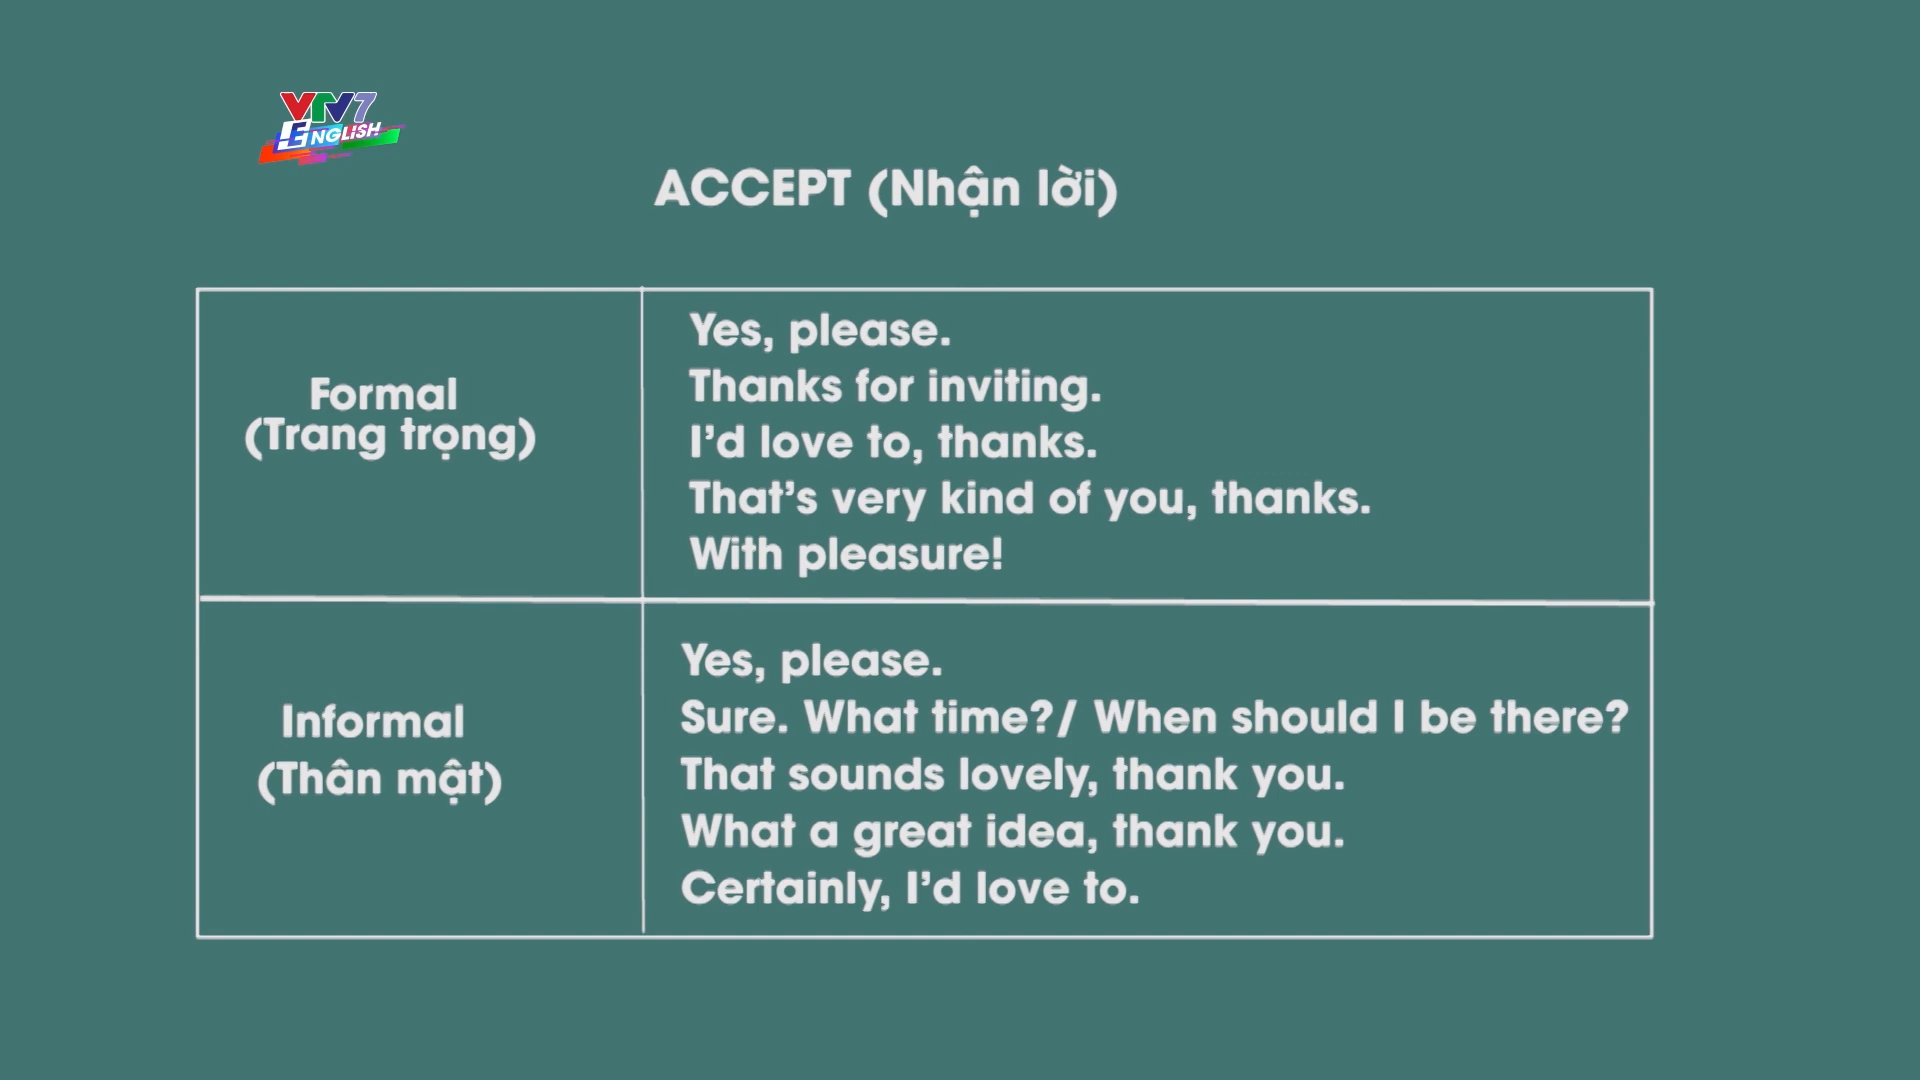 VTV7
ENGLISH
ACCEPT (Nhận lời)
Formal
(Trang trọng)
Yes, please.
Thanks for inviting.
I’d love to, thanks.
That’s very kind of you, thanks.
With pleasure!
Informal
(Thân mật)
Yes, please.
Sure. What time?/ When should I be there?
That sounds lovely, thank you.
What a great idea, thank you.
Certainly, I’d love to.